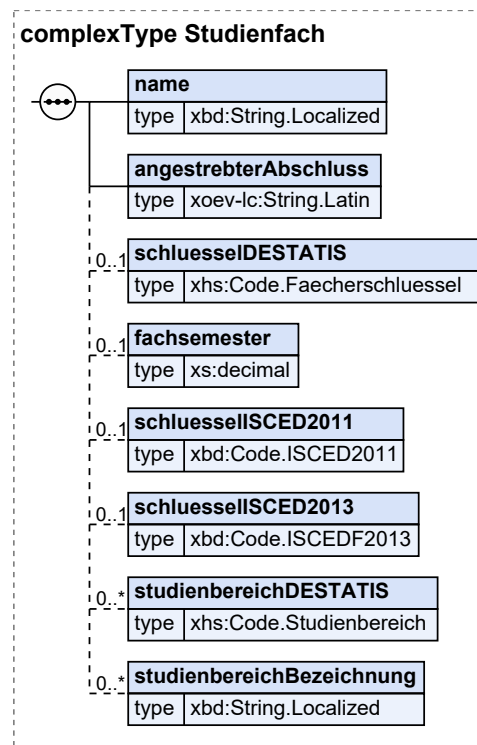 complexType Studienfach
name
type xbd:String.Localized
angestrebterAbschluss
type xoev-lc:String.Latin
0..1 schluesselDESTATIS
type xhs:Code.Faecherschluessel
0..1 fachsemester
type xs:decimal
0..1 schluesselISCED2011
type xbd:Code.ISCED2011
0..1 schluesselISCED2013
type xbd:Code.ISCEDF2013
0..* studienbereichDESTATIS
type xhs:Code.Studienbereich
0..* studienbereichBezeichnung
type xbd:String.Localized